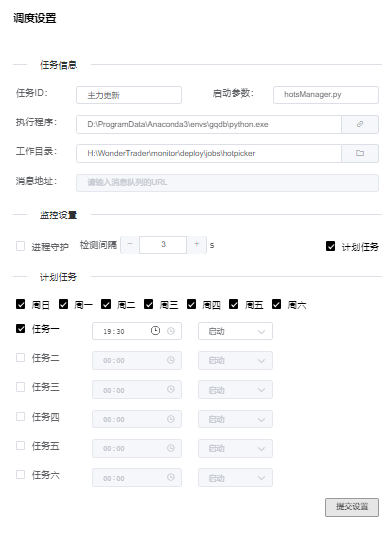 调度设置
任务信息
任务ID: 主力更新 启动参数: hotsManager.py
执行程序: D:\ProgramData\Anaconda3\envs\gqdb\python.exe
工作目录: H:\WonderTrader\monitor\deploy\jobs\hotpicker
消息地址: 请输入消息队列的URL
监控设置
进程守护 检测间隔 − 3 + s 计划任务
计划任务
周日 周一 周二 周三 周四 周五 周六
任务一 19:30 启动
任务二 00:00 启动
任务三 00:00 启动
任务四 00:00 启动
任务五 00:00 启动
任务六 00:00 启动
提交设置